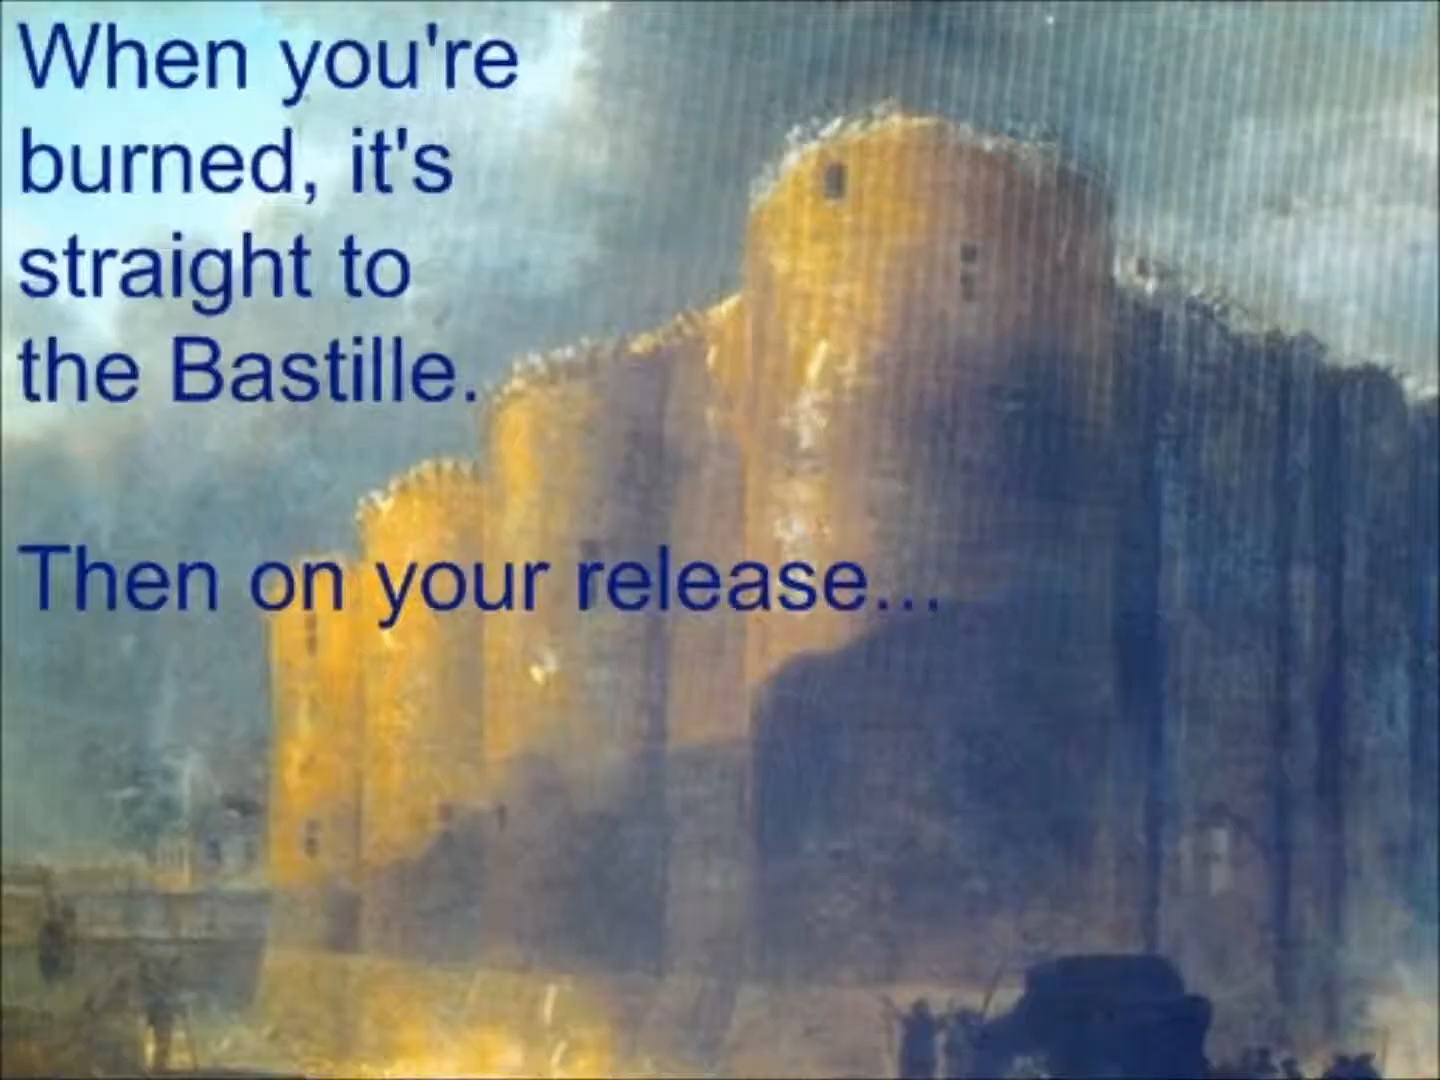 When you're
burned, it's
straight to
the Bastille.
Then on your release...